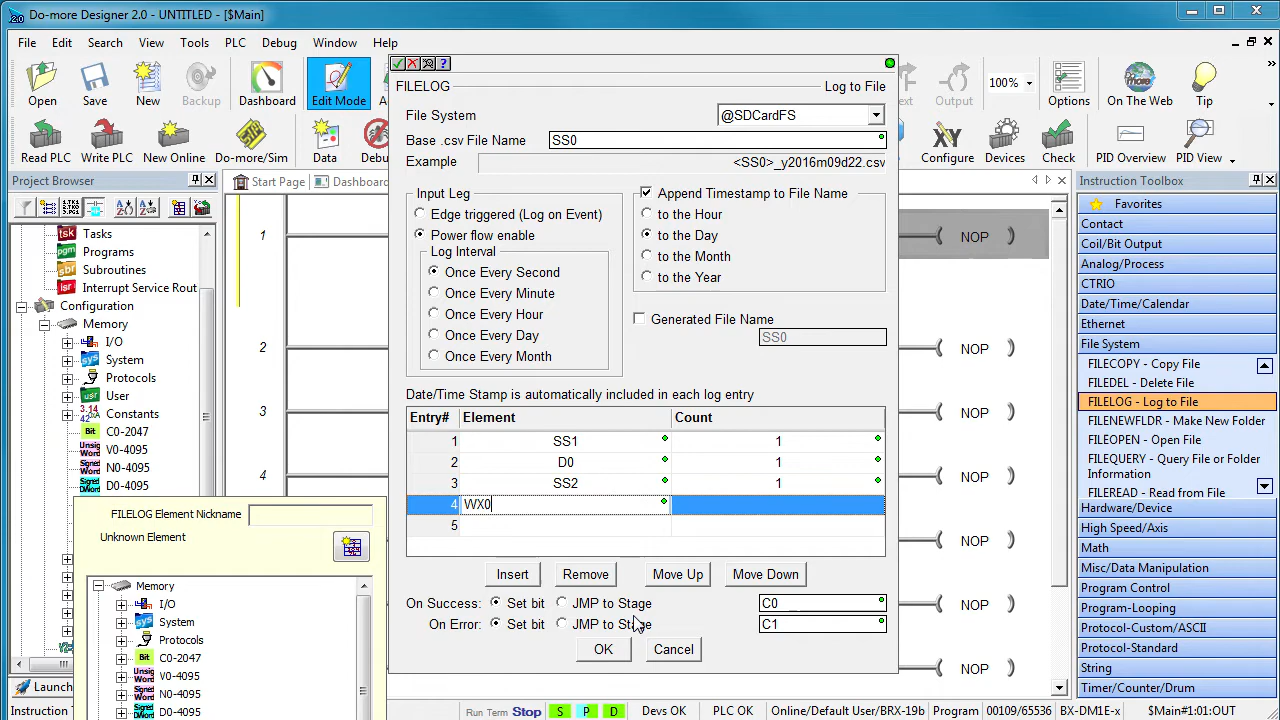 Do-more Designer 2.0 - UNTITLED - [$Main]
File Edit Search View Tools PLC Debug Window Help
Open Save New Backup Dashboard Edit Mode
Output 100% Options On The Web Tip
Read PLC Write PLC New Online Do-more/Sim Data
Configure Devices Check PID Overview PID View
FILELOG Log to File
File System @SDCardFS
Base .csv File Name SS0
Example <SS0>_y2016m09d22.csv
Input Leg
Edge triggered (Log on Event)
Power flow enable
Log Interval
Once Every Second
Once Every Minute
Once Every Hour
Once Every Day
Once Every Month
Append Timestamp to File Name
to the Hour
to the Day
to the Month
to the Year
Generated File Name
SS0
Date/Time Stamp is automatically included in each log entry
Entry# Element Count
1 SS1 1
2 D0 1
3 SS2 1
4 WX0
5
Insert Remove Move Up Move Down
On Success: Set bit JMP to Stage C0
On Error: Set bit JMP to Stage C1
OK Cancel
Project Browser
Tasks
Programs
Subroutines
Interrupt Service Rout
Configuration
Memory
I/O
System
Protocols
User
Constants
C0-2047
V0-4095
N0-4095
D0-4095
Start Page Dashboard
1 NOP
2 NOP
3 NOP
4 NOP
NOP
NOP
NOP
FILELOG Element Nickname
Unknown Element
Memory
I/O
System
Protocols
C0-2047
V0-4095
N0-4095
D0-4095
Instruction Toolbox
Favorites
Contact
Coil/Bit Output
Analog/Process
CTRIO
Date/Time/Calendar
Ethernet
File System
FILECOPY - Copy File
FILEDEL - Delete File
FILELOG - Log to File
FILENEWFLDR - Make New Folder
FILEOPEN - Open File
FILEQUERY - Query File or Folder
Information
FILEREAD - Read from File
Hardware/Device
High Speed/Axis
Math
Misc/Data Manipulation
Program Control
Program-Looping
Protocol-Custom/ASCII
Protocol-Standard
String
Timer/Counter/Drum
Launch
Instruction
Run Term Stop S P D Devs OK PLC OK Online/Default User/BRX-19b Program 00109/65536 BX-DM1E-x $Main#1:01:OUT